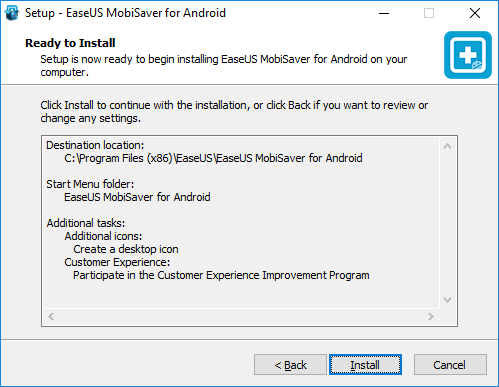 Setup - EaseUS MobiSaver for Android
Ready to Install
Setup is now ready to begin installing EaseUS MobiSaver for Android on your
computer.
Click Install to continue with the installation, or click Back if you want to review or
change any settings.
Destination location:
C:\Program Files (x86)\EaseUS\EaseUS MobiSaver for Android
Start Menu folder:
EaseUS MobiSaver for Android
Additional tasks:
Additional icons:
Create a desktop icon
Customer Experience:
Participate in the Customer Experience Improvement Program
< Back
Install
Cancel